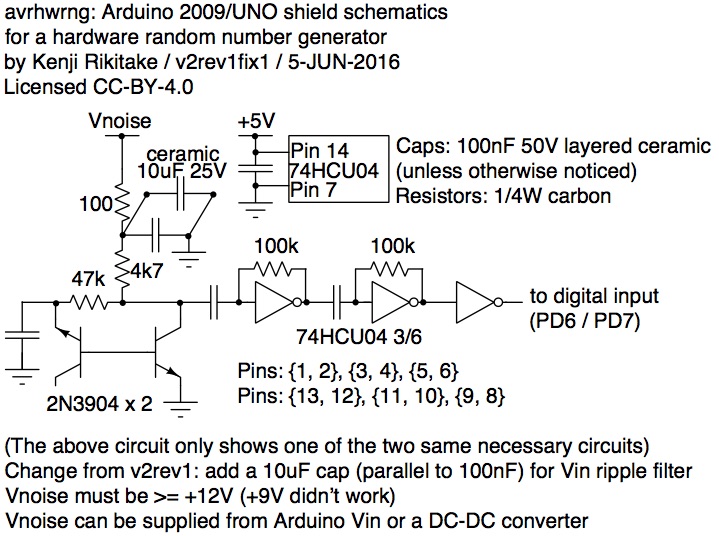 avrhwrng: Arduino 2009/UNO shield schematics
for a hardware random number generator
by Kenji Rikitake / v2rev1fix1 / 5-JUN-2016
Licensed CC-BY-4.0
Vnoise
+5V
ceramic
10uF 25V
Pin 14
74HCU04
Pin 7
Caps: 100nF 50V layered ceramic
(unless otherwise noticed)
Resistors: 1/4W carbon
100
4k7
47k
100k
100k
to digital input
(PD6 / PD7)
74HCU04 3/6
Pins: {1, 2}, {3, 4}, {5, 6}
Pins: {13, 12}, {11, 10}, {9, 8}
2N3904 x 2
(The above circuit only shows one of the two same necessary circuits)
Change from v2rev1: add a 10uF cap (parallel to 100nF) for Vin ripple filter
Vnoise must be >= +12V (+9V didn't work)
Vnoise can be supplied from Arduino Vin or a DC-DC converter